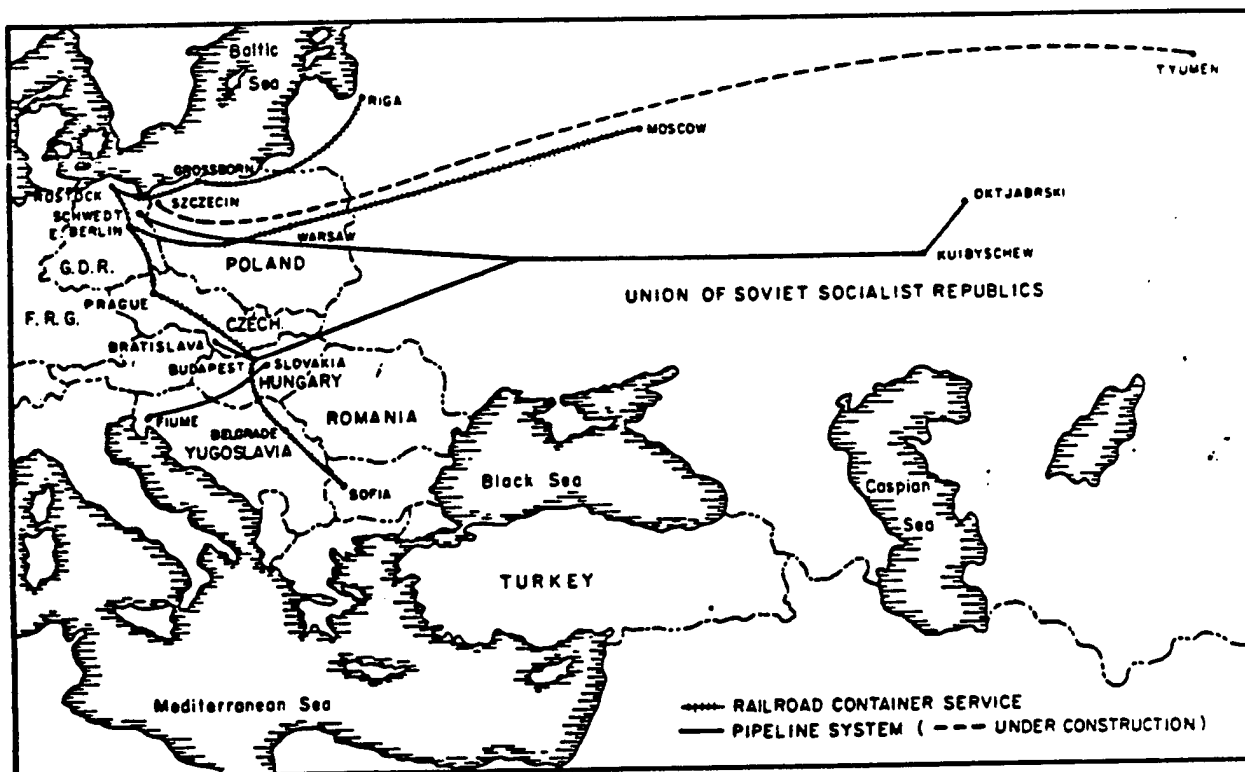 Baltic
Sea
RIGA
TYUMEN
MOSCOW
GROSSBORN
ROSTOCK
SZCZECIN
SCHWEDT
E. BERLIN
WARSAW
OKTJABRSKI
KUIBYSCHEW
G.D.R.
POLAND
UNION OF SOVIET SOCIALIST REPUBLICS
PRAGUE
F.R.G.
CZECH.
BRATISLAVA
BUDAPEST
SLOVAKIA
HUNGARY
FIUME
ROMANIA
BELGRADE
YUGOSLAVIA
SOFIA
Black Sea
Caspian
Sea
TURKEY
Mediterranean Sea
RAILROAD CONTAINER SERVICE
PIPELINE SYSTEM ( --- UNDER CONSTRUCTION)